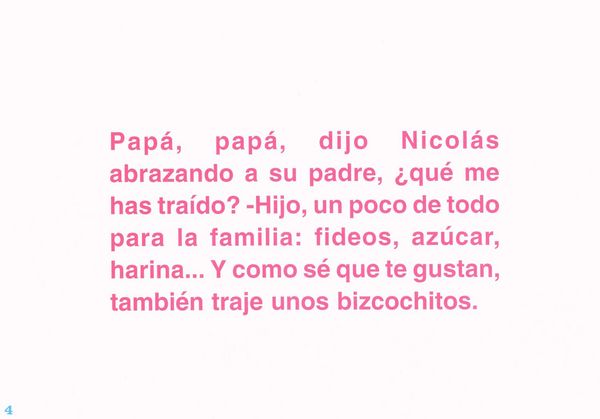 Papá, papá, dijo Nicolás
abrazando a su padre, ¿qué me
has traído? -Hijo, un poco de todo
para la familia: fideos, azúcar,
harina... Y como sé que te gustan,
también traje unos bizcochitos.
4